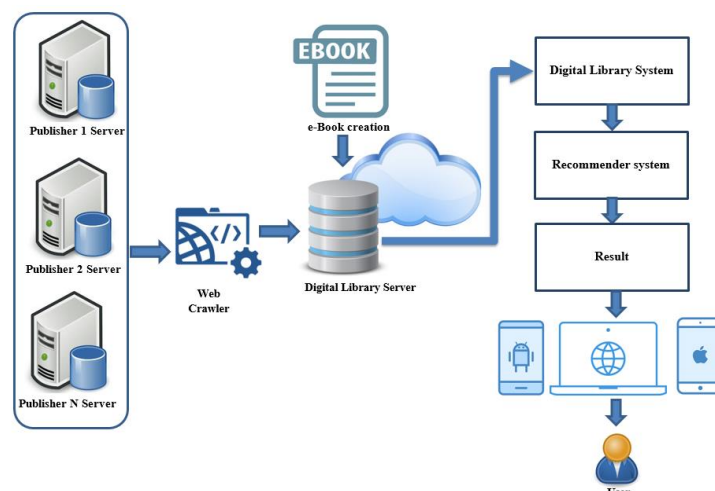 Publisher 1 Server
Publisher 2 Server
Publisher N Server
Web
Crawler
EBOOK
e-Book creation
Digital Library Server
Digital Library System
Recommender system
Result
User